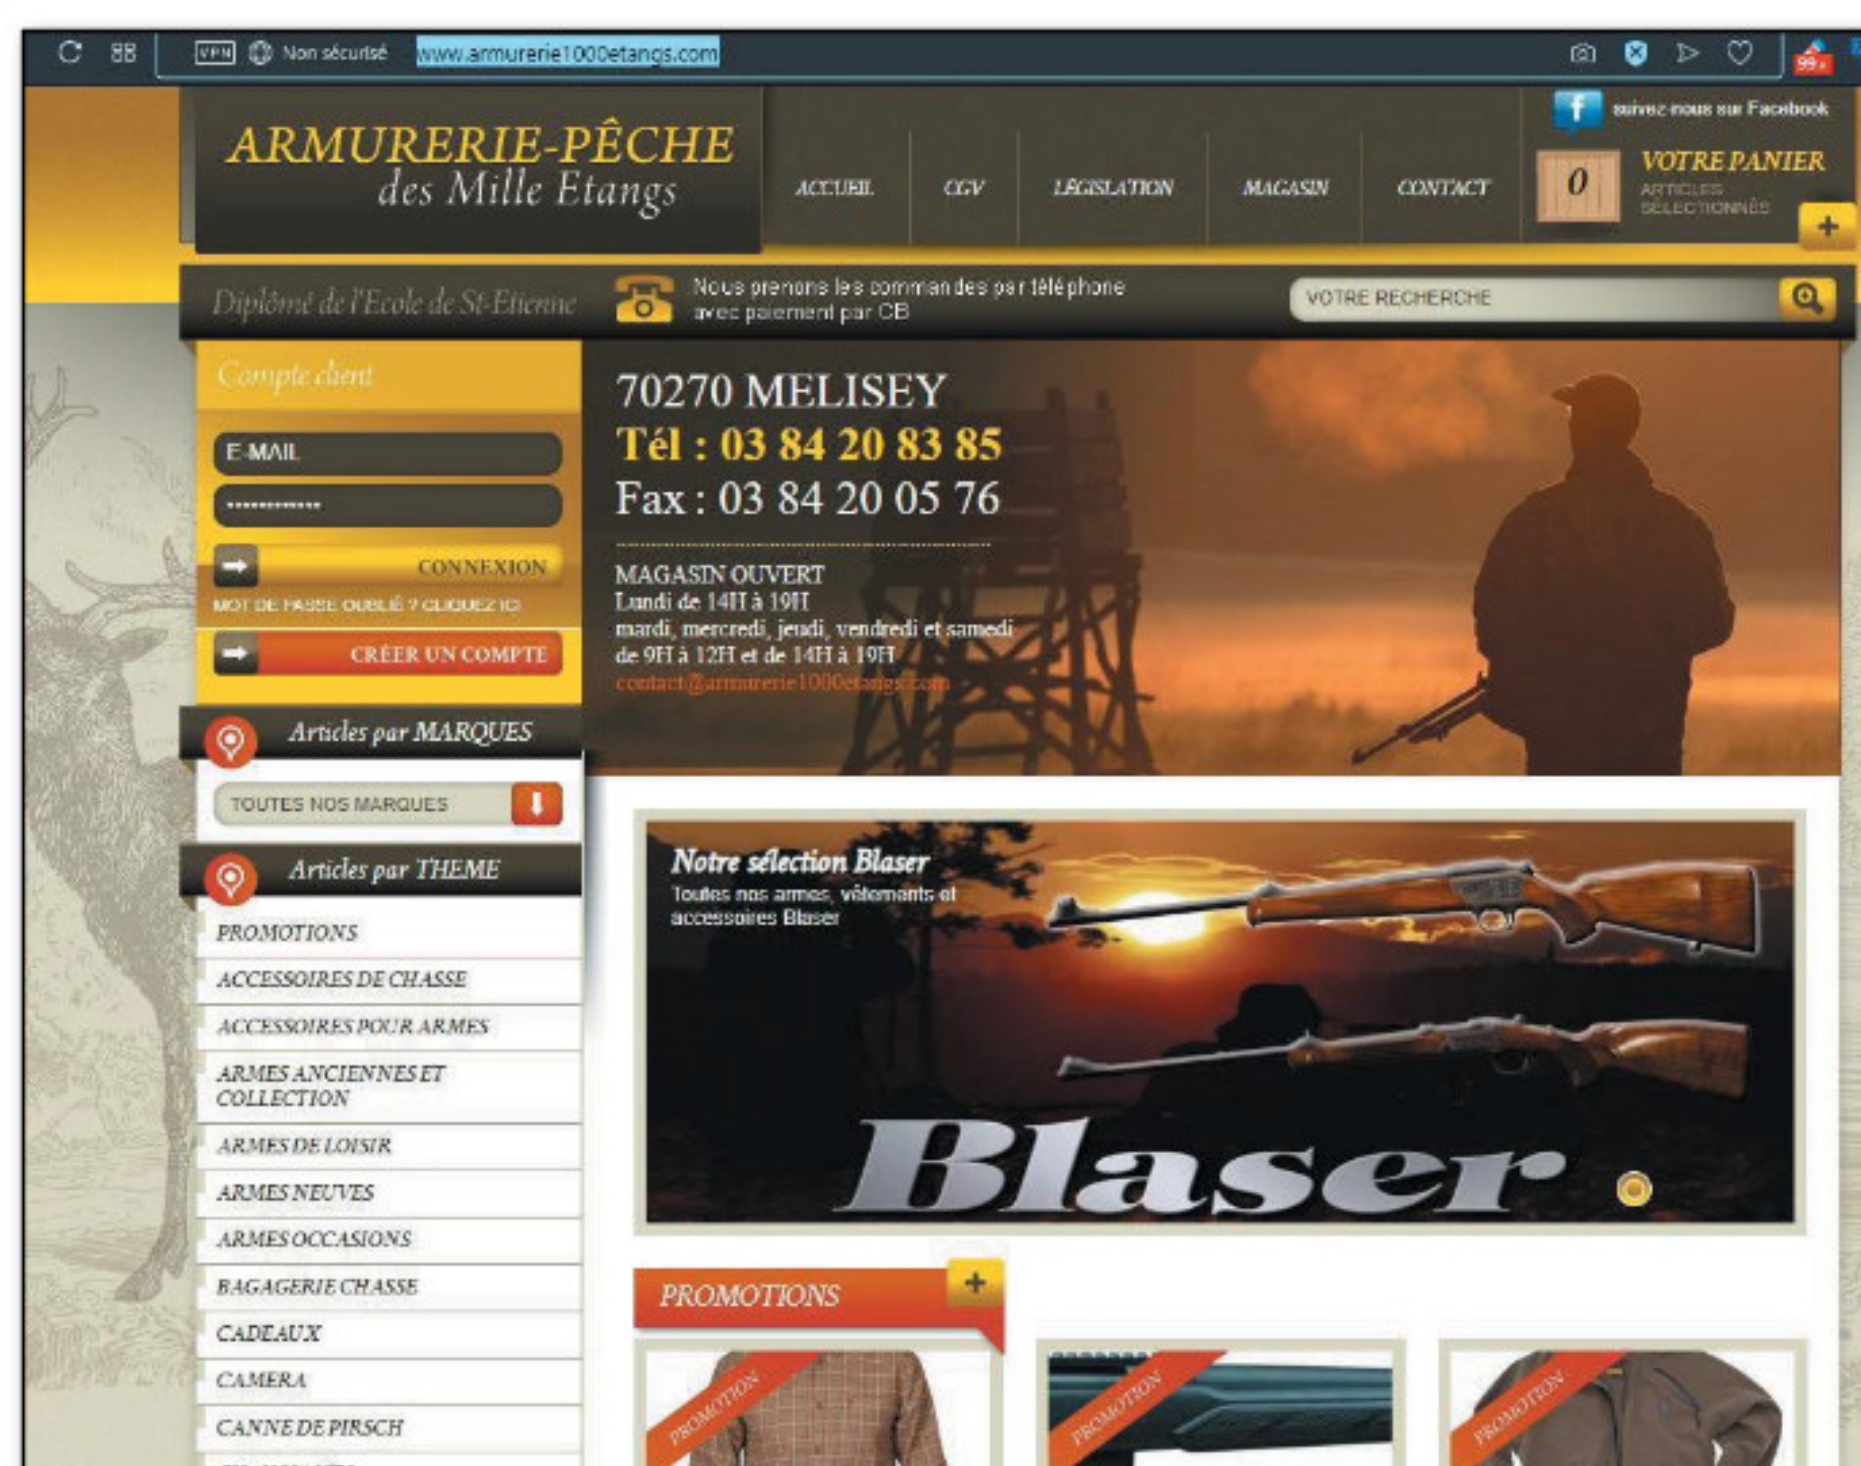 VPN Non sécurisé www.armurerie1000etangs.com
99+
ARMURERIE-PÊCHE
des Mille Etangs
ACCUEIL CGV LÉGISLATION MAGASIN CONTACT
f suivez-nous sur Facebook
0 VOTRE PANIER
ARTICLES
SÉLECTIONNÉS
Diplômé de l'Ecole de St-Etienne
Nous prenons les commandes par téléphone
avec paiement par CB
VOTRE RECHERCHE
Compte client
E-MAIL
CONNEXION
MOT DE PASSE OUBLIÉ ? CLIQUEZ ICI
CRÉER UN COMPTE
70270 MELISEY
Tél : 03 84 20 83 85
Fax : 03 84 20 05 76
MAGASIN OUVERT
Lundi de 14H à 19H
mardi, mercredi, jeudi, vendredi et samedi
de 9H à 12H et de 14H à 19H
contact@armurerie1000etangs.com
Articles par MARQUES
TOUTES NOS MARQUES
Articles par THEME
PROMOTIONS
ACCESSOIRES DE CHASSE
ACCESSOIRES POUR ARMES
ARMES ANCIENNES ET
COLLECTION
ARMES DE LOISIR
ARMES NEUVES
ARMES OCCASIONS
BAGAGERIE CHASSE
CADEAUX
CAMERA
CANNE DE PIRSCH
Notre sélection Blaser
Toutes nos armes, vêtements et
accessoires Blaser
Blaser
PROMOTIONS
PROMOTION
PROMOTION
PROMOTION